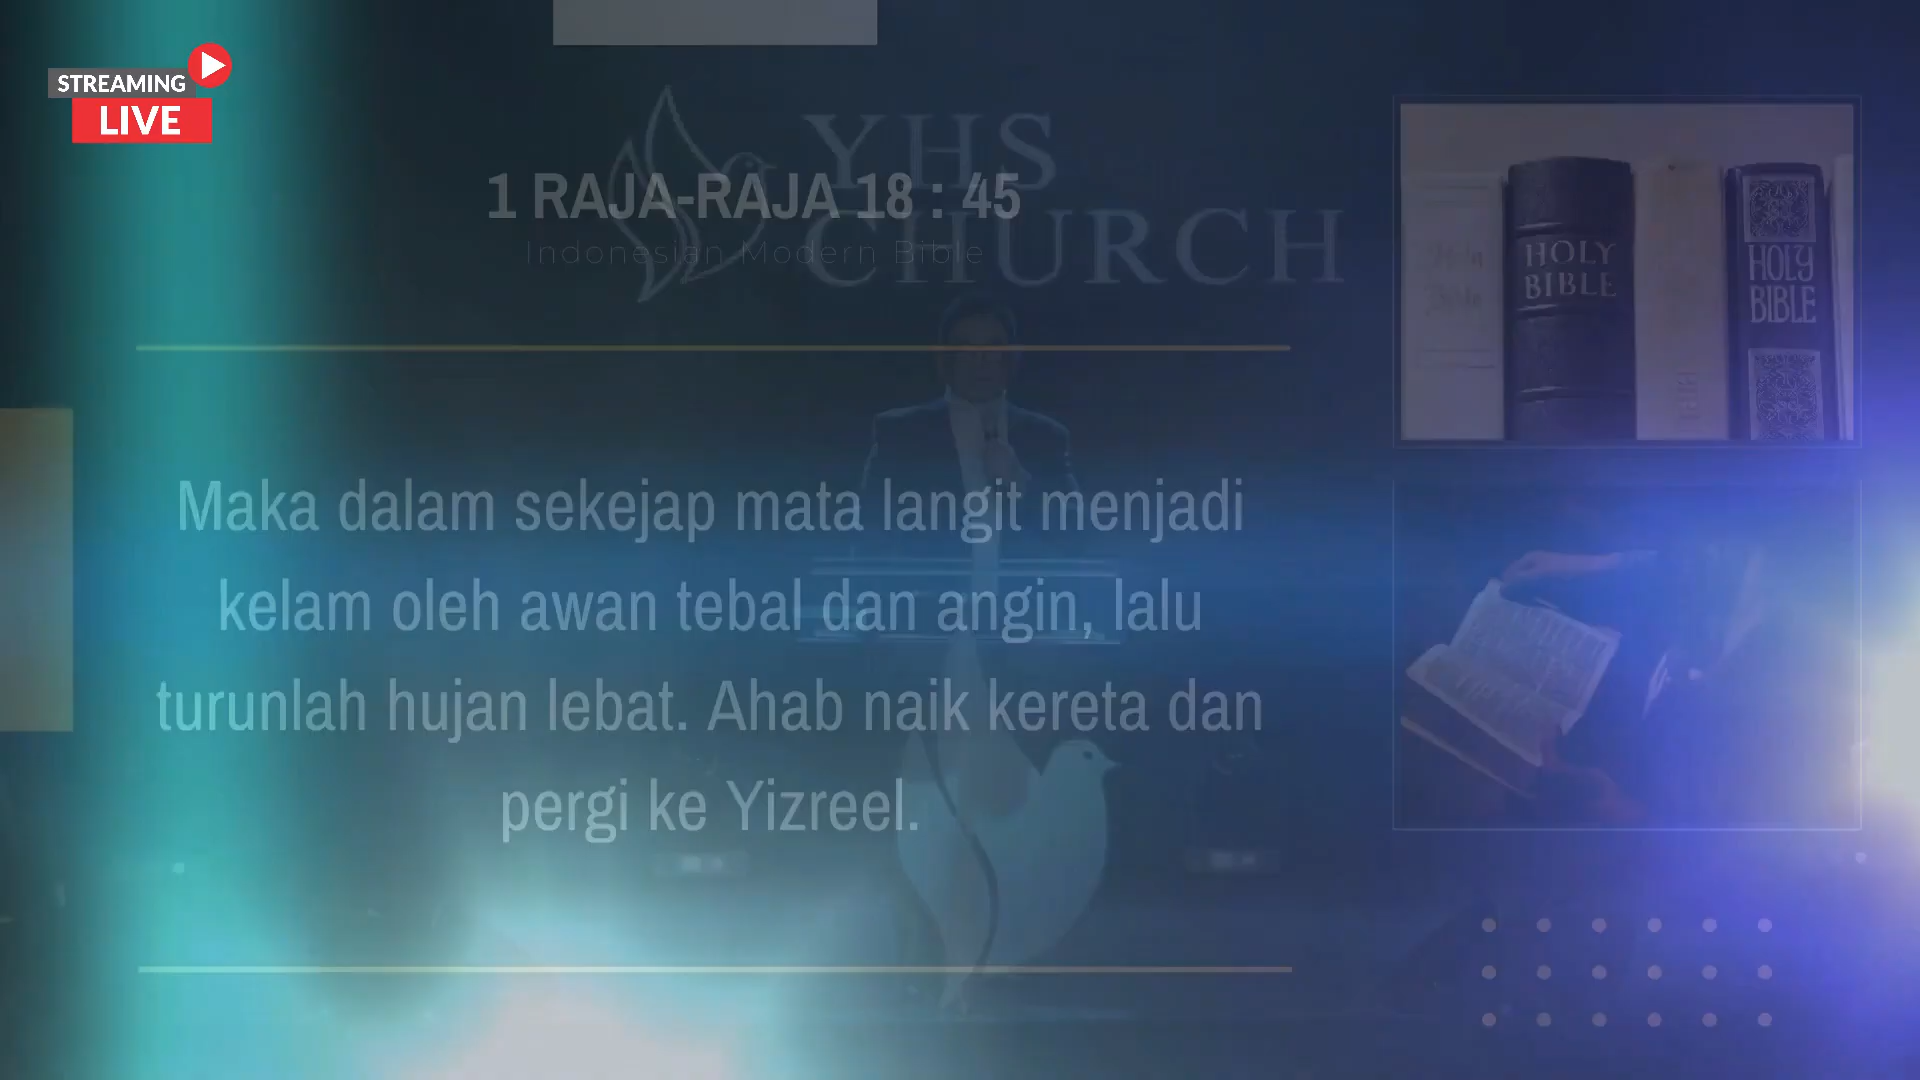 STREAMING
LIVE
YHS
CHURCH
1 RAJA-RAJA 18 : 45
Indonesian Modern Bible
Maka dalam sekejap mata langit menjadi
kelam oleh awan tebal dan angin, lalu
turunlah hujan lebat. Ahab naik kereta dan
pergi ke Yizreel.
HOLY
BIBLE
HOLY
BIBLE